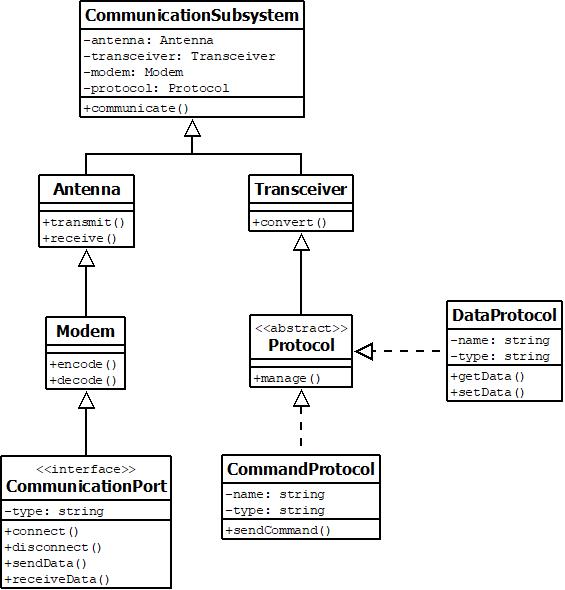 CommunicationSubsystem
-antenna: Antenna
-transceiver: Transceiver
-modem: Modem
-protocol: Protocol
+communicate()
Antenna
+transmit()
+receive()
Transceiver
+convert()
Modem
+encode()
+decode()
<<abstract>>
Protocol
+manage()
DataProtocol
-name: string
-type: string
+getData()
+setData()
<<interface>>
CommunicationPort
-type: string
+connect()
+disconnect()
+sendData()
+receiveData()
CommandProtocol
-name: string
-type: string
+sendCommand()